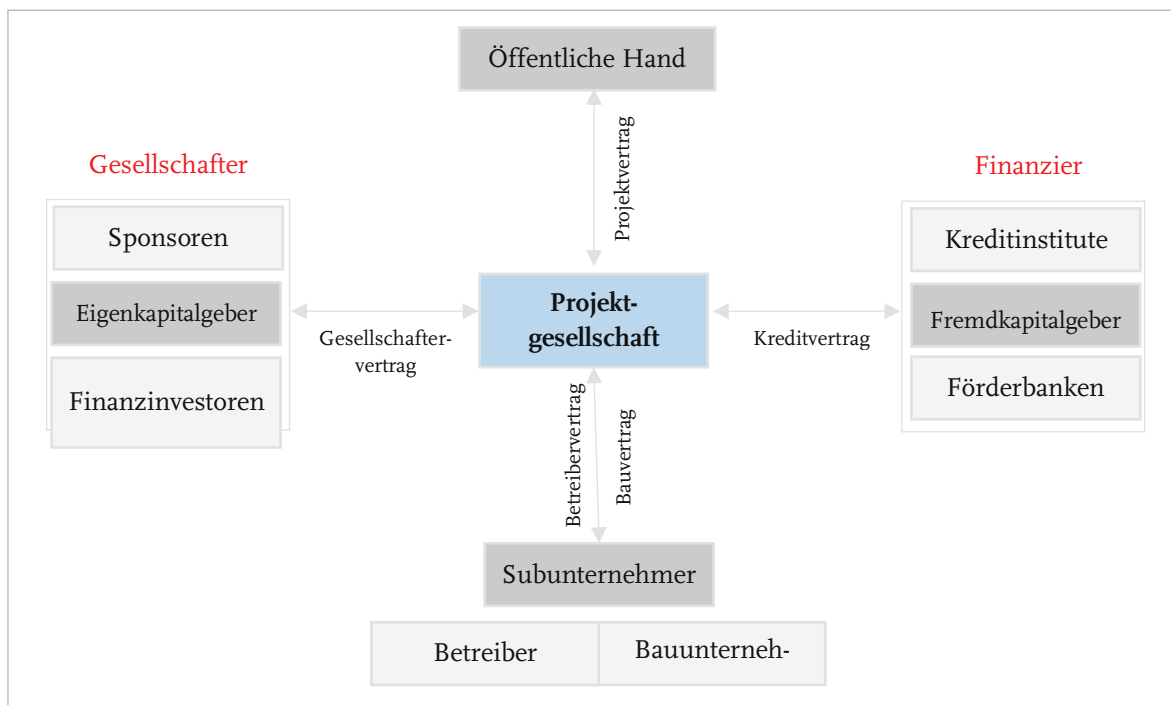 Öffentliche Hand
Projektvertrag
Gesellschafter
Sponsoren
Eigenkapitalgeber
Finanzinvestoren
Gesellschafter-
vertrag
Projekt-
gesellschaft
Kreditvertrag
Finanzier
Kreditinstitute
Fremdkapitalgeber
Förderbanken
Betreibervertrag
Bauvertrag
Subunternehmer
Betreiber
Bauunterneh-